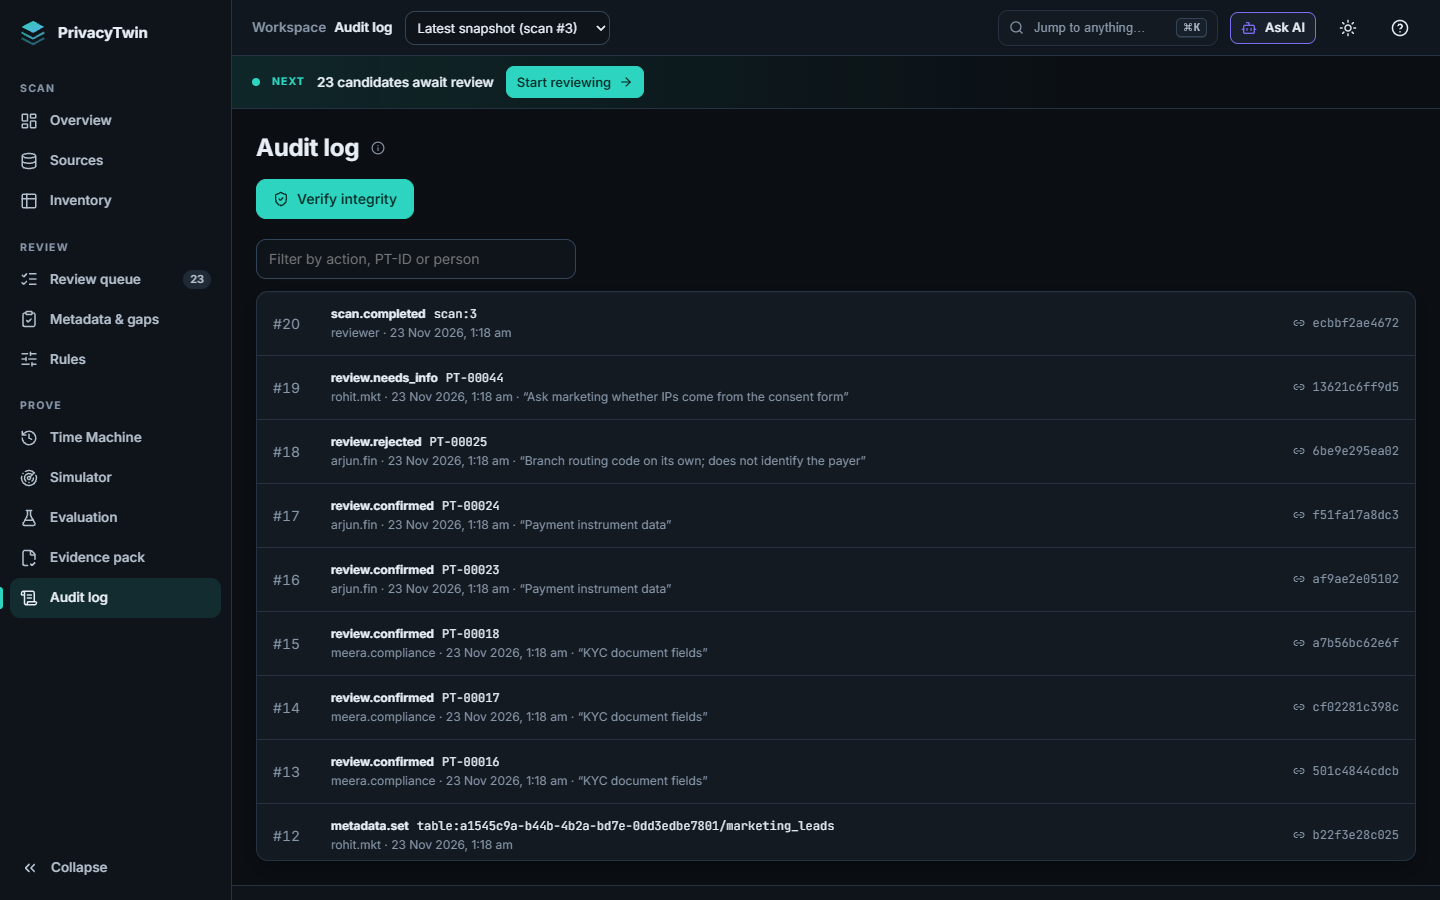 PrivacyTwin
SCAN
Overview
Sources
Inventory
REVIEW
Review queue 23
Metadata & gaps
Rules
PROVE
Time Machine
Simulator
Evaluation
Evidence pack
Audit log
Collapse
Workspace Audit log Latest snapshot (scan #3)
Jump to anything... ⌘K
Ask AI
NEXT 23 candidates await review Start reviewing →
Audit log
Verify integrity
Filter by action, PT-ID or person
#20 scan.completed scan:3 ecbbf2ae4672
reviewer · 23 Nov 2026, 1:18 am
#19 review.needs_info PT-00044 13621c6ff9d5
rohit.mkt · 23 Nov 2026, 1:18 am · “Ask marketing whether IPs come from the consent form”
#18 review.rejected PT-00025 6be9e295ea02
arjun.fin · 23 Nov 2026, 1:18 am · “Branch routing code on its own; does not identify the payer”
#17 review.confirmed PT-00024 f51fa17a8dc3
arjun.fin · 23 Nov 2026, 1:18 am · “Payment instrument data”
#16 review.confirmed PT-00023 af9ae2e05102
arjun.fin · 23 Nov 2026, 1:18 am · “Payment instrument data”
#15 review.confirmed PT-00018 a7b56bc62e6f
meera.compliance · 23 Nov 2026, 1:18 am · “KYC document fields”
#14 review.confirmed PT-00017 cf02281c398c
meera.compliance · 23 Nov 2026, 1:18 am · “KYC document fields”
#13 review.confirmed PT-00016 501c4844cdcb
meera.compliance · 23 Nov 2026, 1:18 am · “KYC document fields”
#12 metadata.set table:a1545c9a-b44b-4b2a-bd7e-0dd3edbe7801/marketing_leads b22f3e28c025
rohit.mkt · 23 Nov 2026, 1:18 am